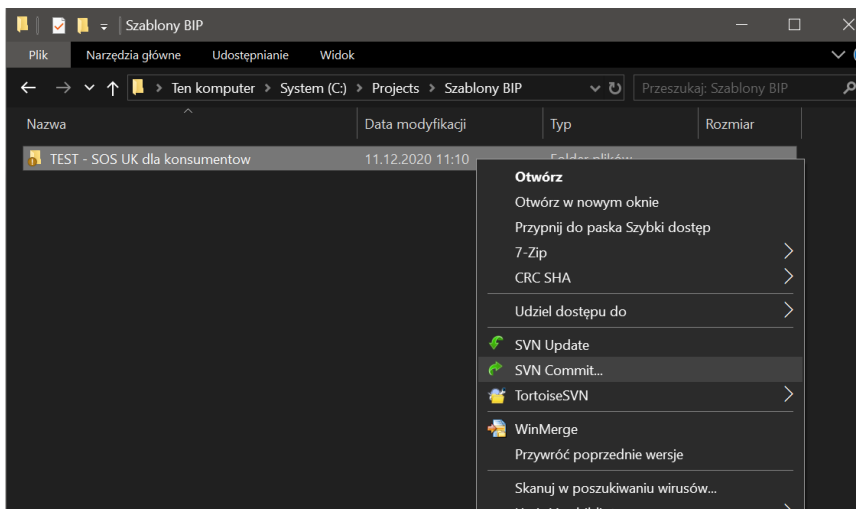 Szablony BIP
Plik Narzędzia główne Udostępnianie Widok
Ten komputer > System (C:) > Projects > Szablony BIP Przeszukaj: Szablony BIP
Nazwa Data modyfikacji Typ Rozmiar
TEST - SOS UK dla konsumentow 11.12.2020 11:10 Folder plików
Otwórz
Otwórz w nowym oknie
Przypnij do paska Szybki dostęp
7-Zip
CRC SHA
Udziel dostępu do
SVN Update
SVN Commit...
TortoiseSVN
WinMerge
Przywróć poprzednie wersje
Skanuj w poszukiwaniu wirusów...